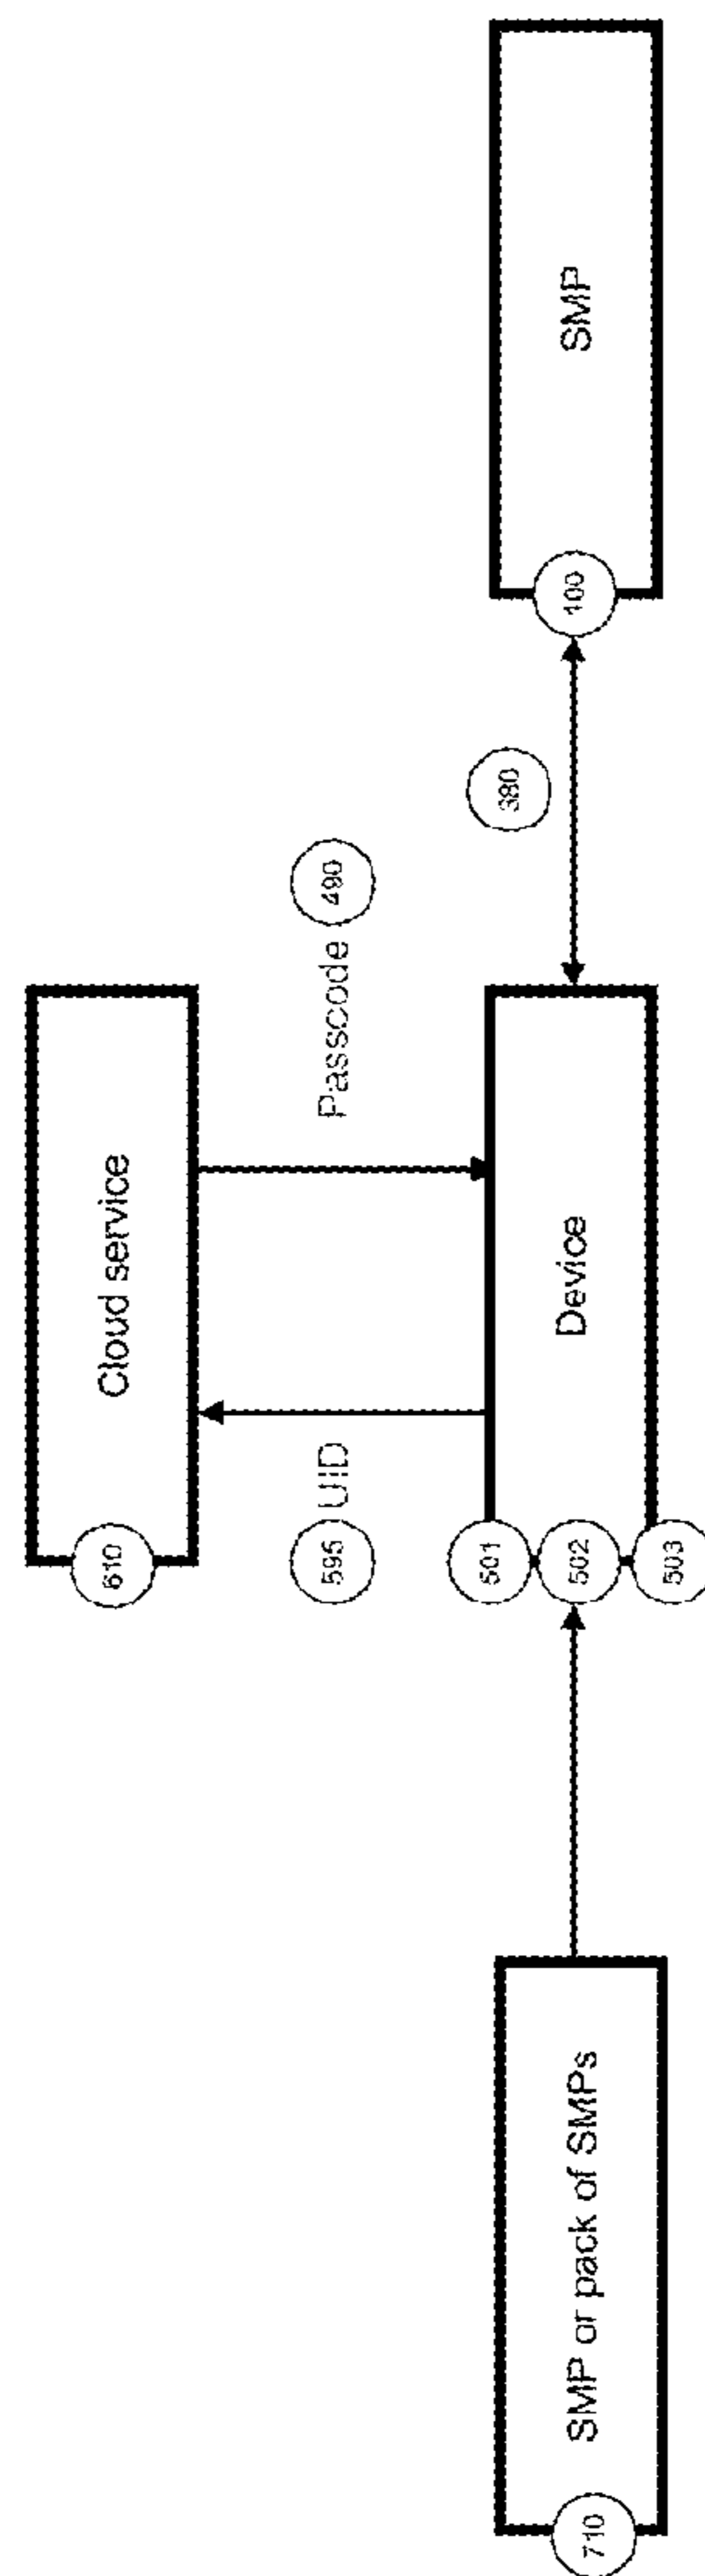 610
Cloud service
595 UID
Passcode 490
710
SMP or pack of SMPs
501
502
503
Device
380
100
SMP